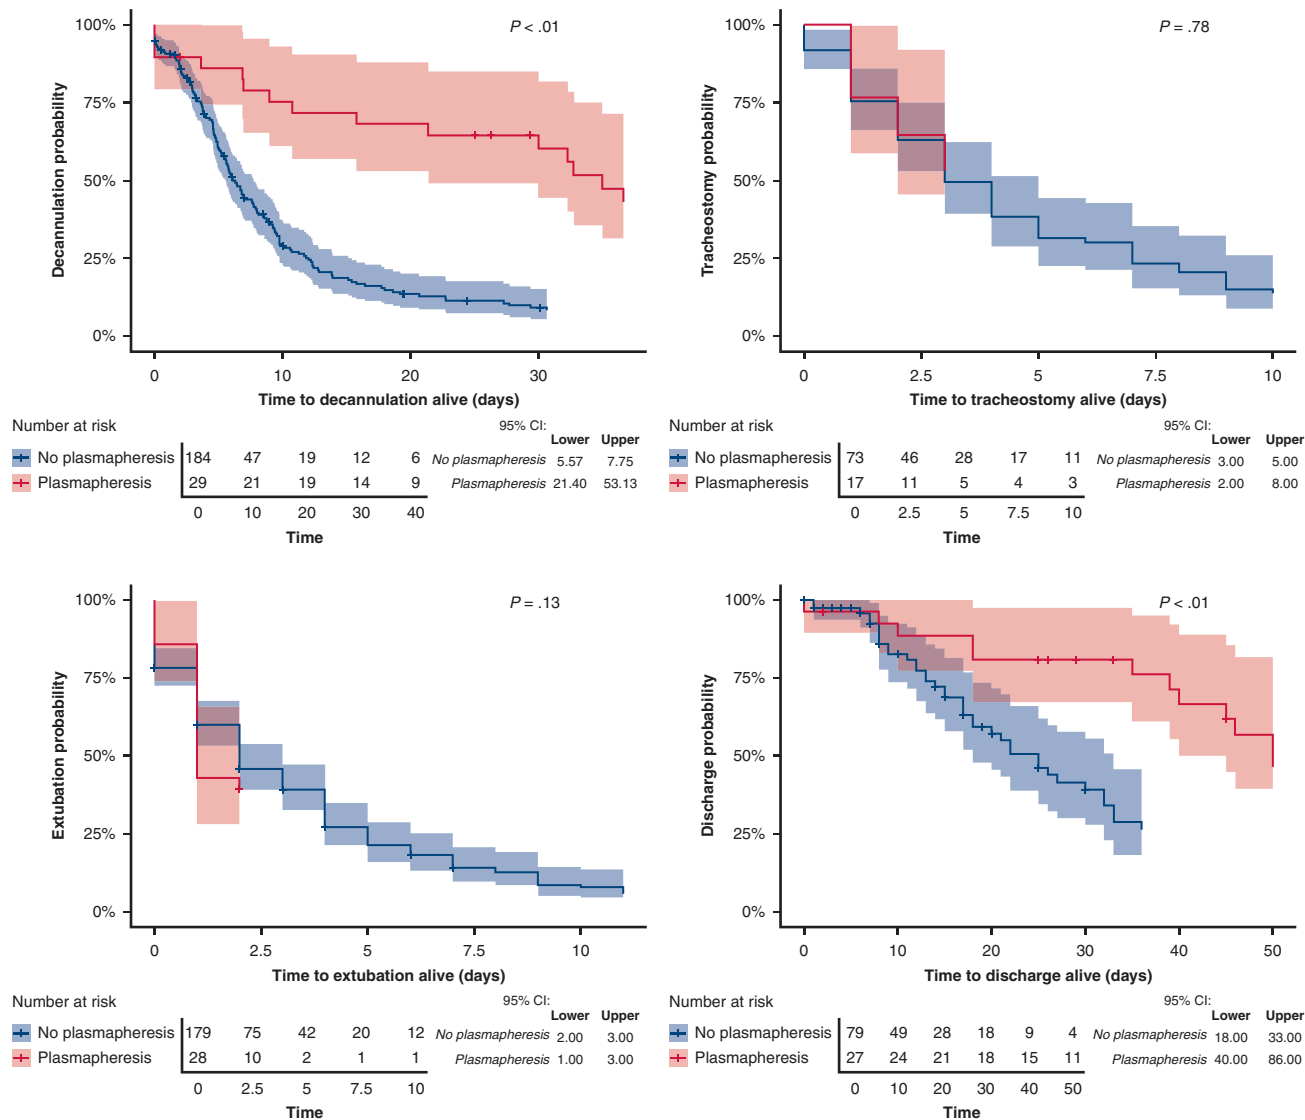 100%
75%
50%
25%
0%
Decannulation probability
P < .01
0 10 20 30
Time to decannulation alive (days)
Number at risk
No plasmapheresis 184 47 19 12 6
Plasmapheresis 29 21 19 14 9
0 10 20 30 40
Time
95% CI:
Lower Upper
No plasmapheresis 5.57 7.75
Plasmapheresis 21.40 53.13
100%
75%
50%
25%
0%
Tracheostomy probability
P = .78
0 2.5 5 7.5 10
Time to tracheostomy alive (days)
Number at risk
No plasmapheresis 73 46 28 17 11
Plasmapheresis 17 11 5 4 3
0 2.5 5 7.5 10
Time
95% CI:
Lower Upper
No plasmapheresis 3.00 5.00
Plasmapheresis 2.00 8.00
100%
75%
50%
25%
0%
Extubation probability
P = .13
0 2.5 5 7.5 10
Time to extubation alive (days)
Number at risk
No plasmapheresis 179 75 42 20 12
Plasmapheresis 28 10 2 1 1
0 2.5 5 7.5 10
Time
95% CI:
Lower Upper
No plasmapheresis 2.00 3.00
Plasmapheresis 1.00 3.00
100%
75%
50%
25%
0%
Discharge probability
P < .01
0 10 20 30 40 50
Time to discharge alive (days)
Number at risk
No plasmapheresis 79 49 28 18 9 4
Plasmapheresis 27 24 21 18 15 11
0 10 20 30 40 50
Time
95% CI:
Lower Upper
No plasmapheresis 18.00 33.00
Plasmapheresis 40.00 86.00